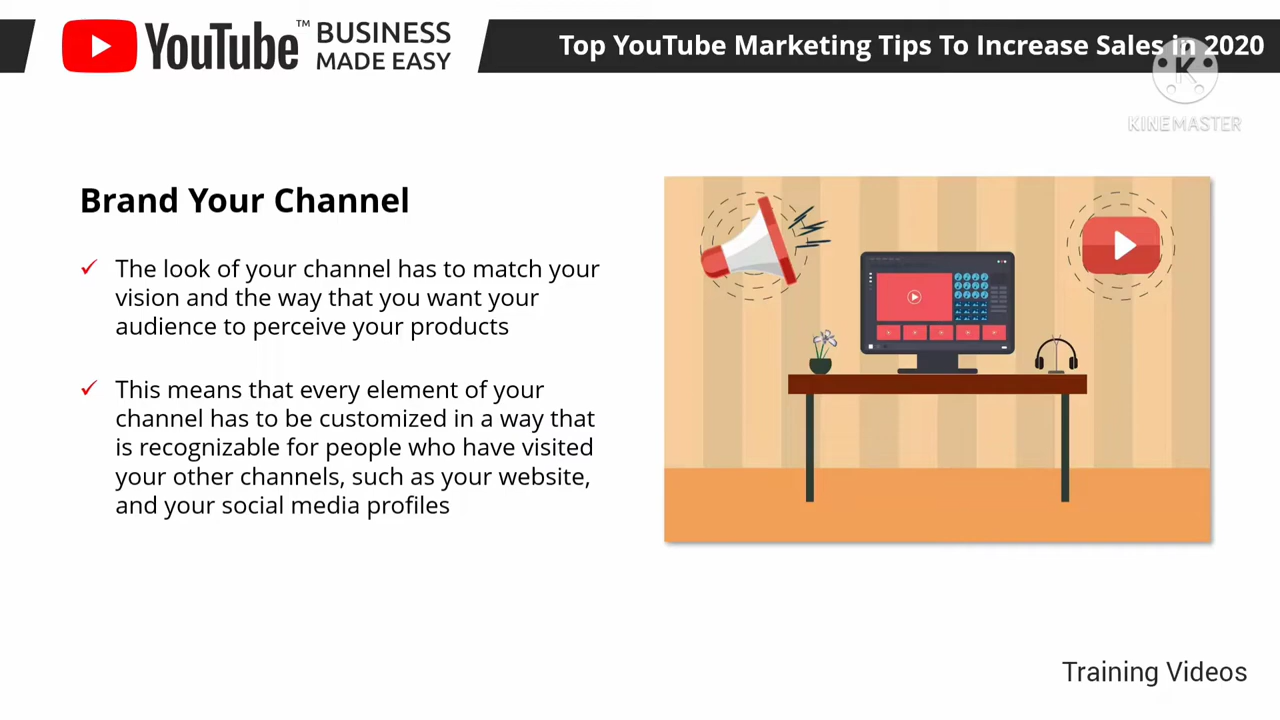 YouTube™ BUSINESS
MADE EASY
Top YouTube Marketing Tips To Increase Sales in 2020
K
KINEMASTER
Brand Your Channel
✓ The look of your channel has to match your
vision and the way that you want your
audience to perceive your products
✓ This means that every element of your
channel has to be customized in a way that
is recognizable for people who have visited
your other channels, such as your website,
and your social media profiles
Training Videos